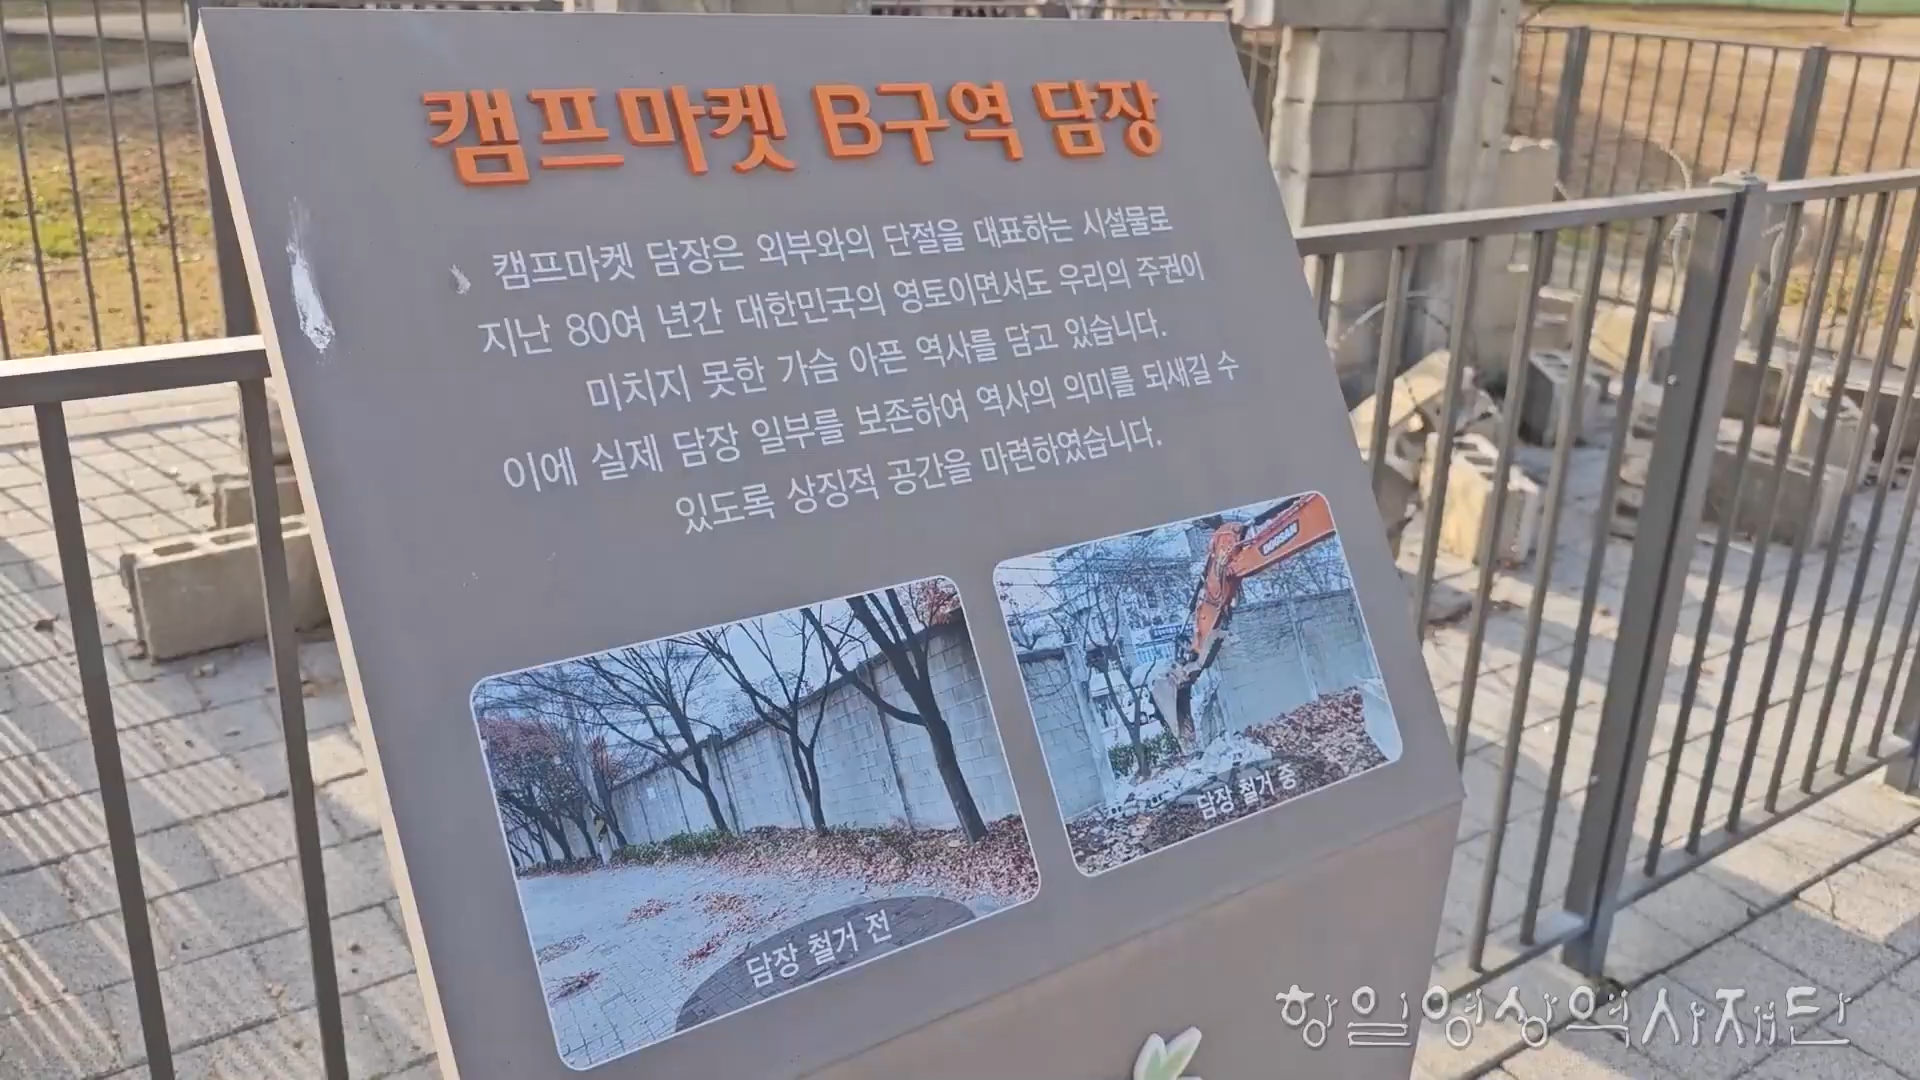 캠프마켓 B구역 담장
캠프마켓 담장은 외부와의 단절을 대표하는 시설물로
지난 80여 년간 대한민국의 영토이면서도 우리의 주권이
미치지 못한 가슴 아픈 역사를 담고 있습니다.
이에 실제 담장 일부를 보존하여 역사의 의미를 되새길 수
있도록 상징적 공간을 마련하였습니다.
DOOSAN
담장 철거 중
담장 철거 전
항일영상역사재단